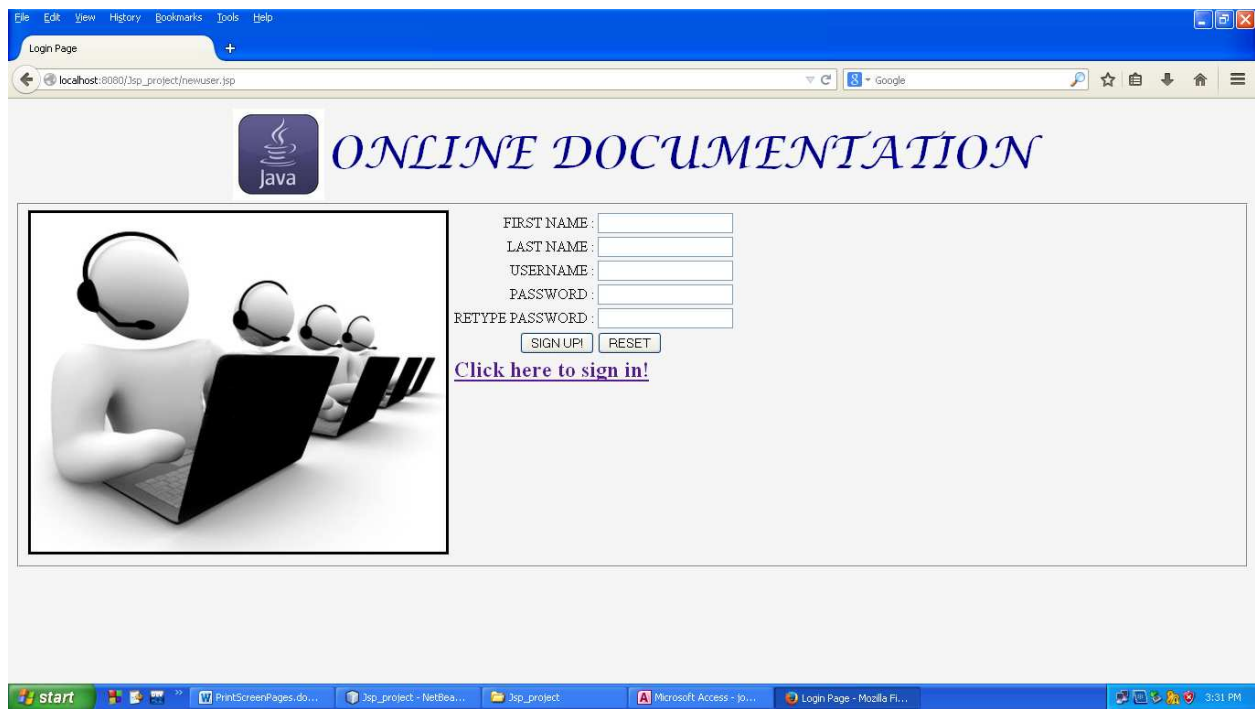 File Edit View History Bookmarks Tools Help
Login Page
localhost:8080/Jsp_project/newuser.jsp
Google
Java
ONLINE DOCUMENTATION
FIRST NAME :
LAST NAME :
USERNAME :
PASSWORD :
RETYPE PASSWORD :
SIGN UP! RESET
Click here to sign in!
start PrintScreenPages.do... Jsp_project - NetBea... Jsp_project Microsoft Access - jo... Login Page - Mozilla Fi... 3:31 PM